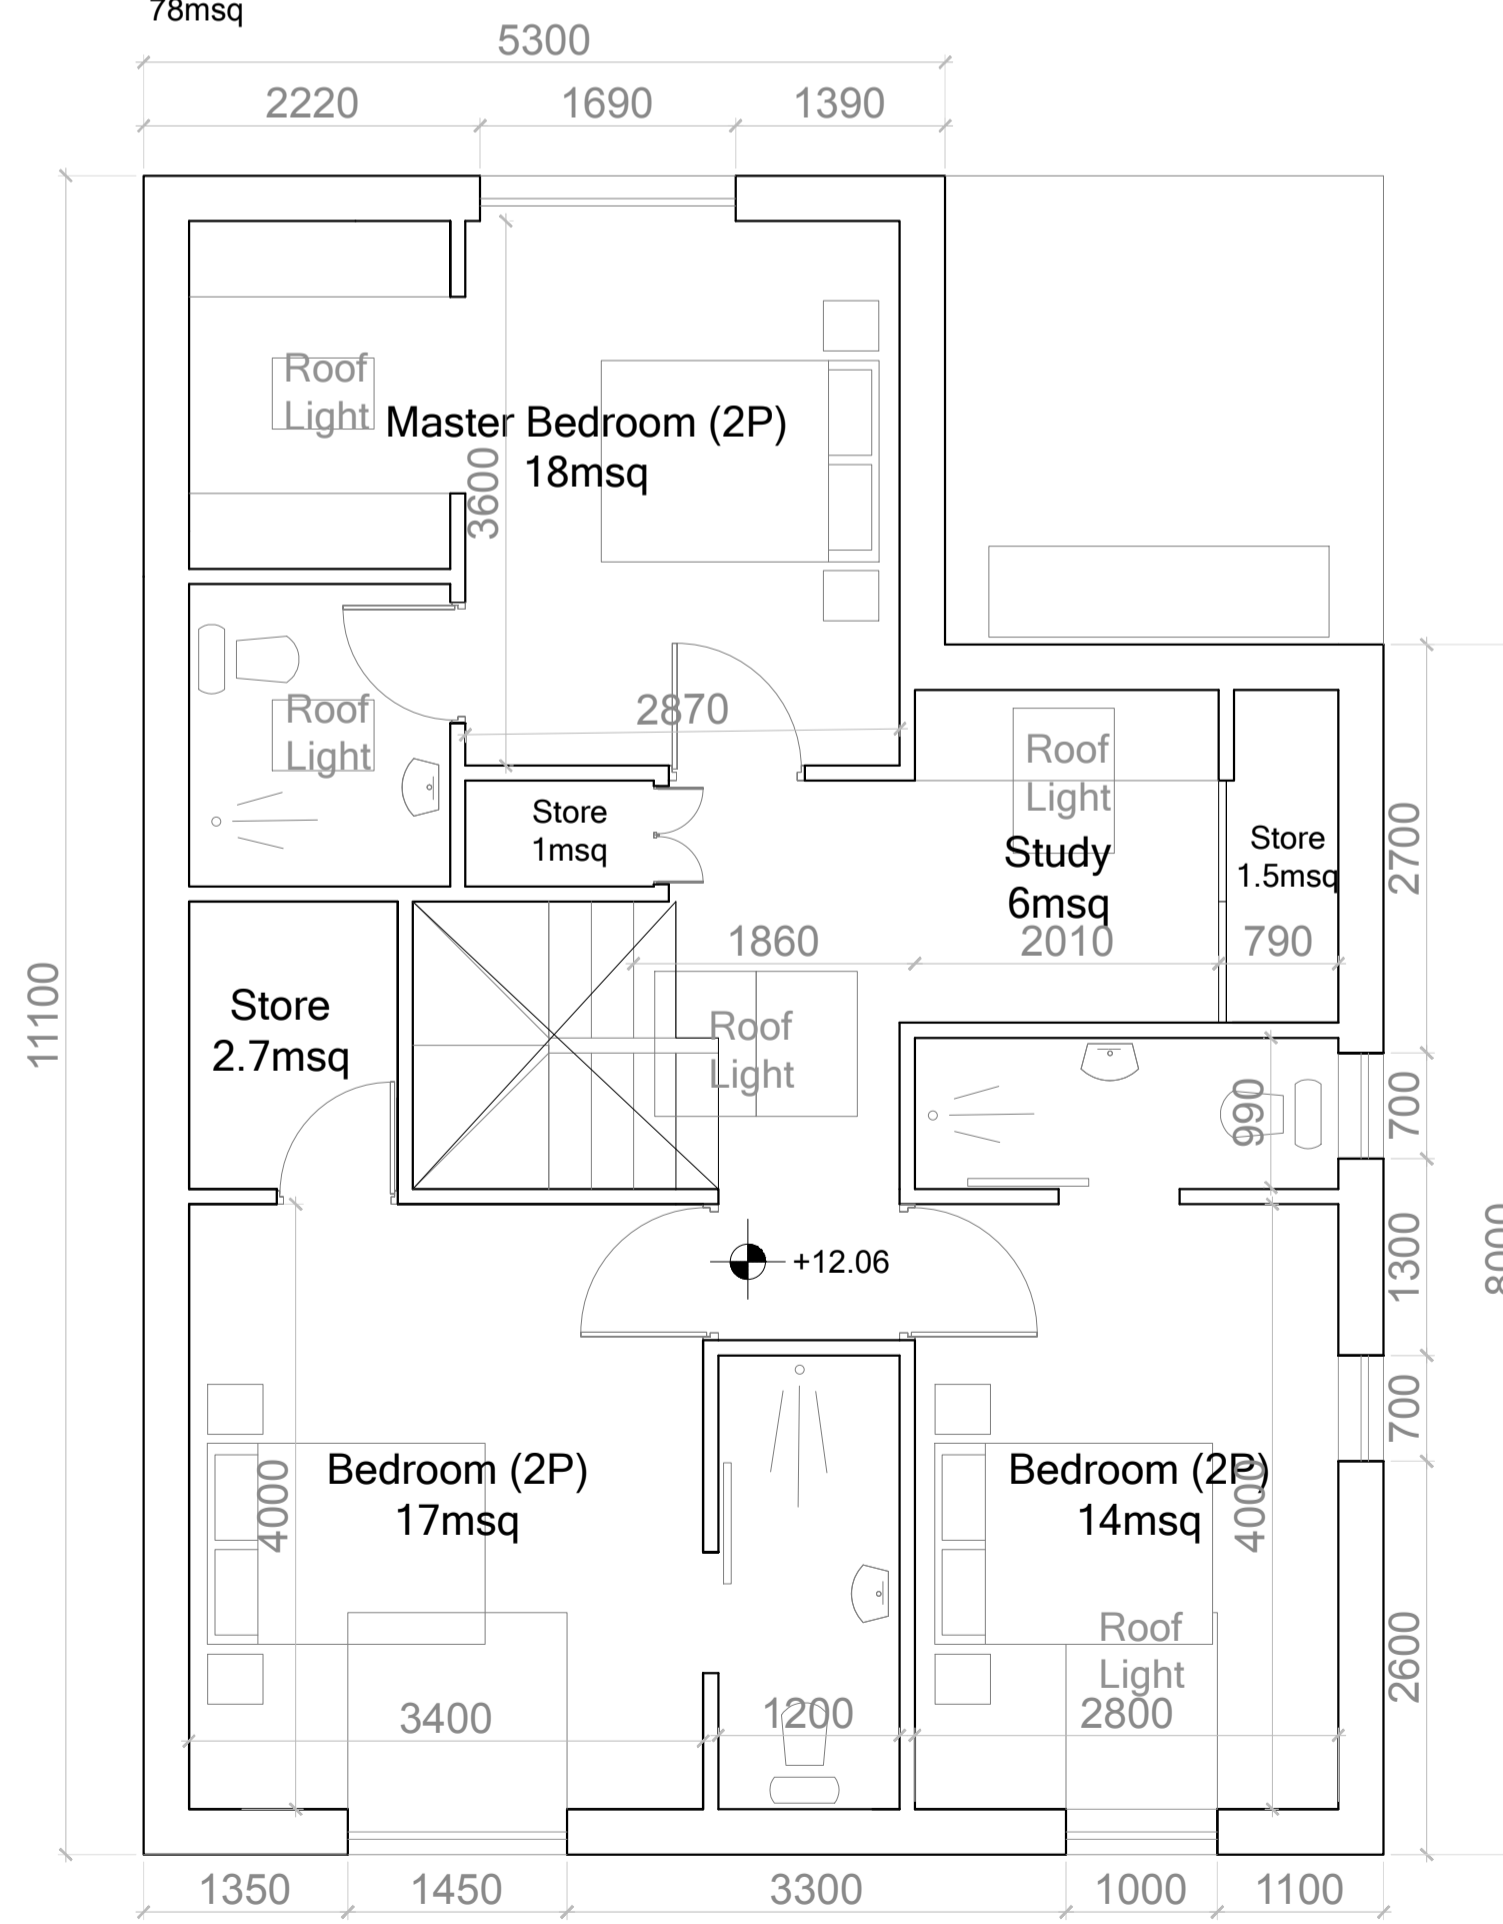 78msq
5300
2220
1690
1390
Roof
Light
Master Bedroom (2P)
18msq
3600
Roof
Light
2870
Roof
Light
Store
1msq
Study
6msq
Store
1.5msq
2700
1860
2010
790
11100
Store
2.7msq
Roof
Light
990
700
+12.06
1300
8000
700
Bedroom (2P)
17msq
4000
Bedroom (2P)
14msq
4000
Roof
Light
2600
3400
1200
2800
1350
1450
3300
1000
1100